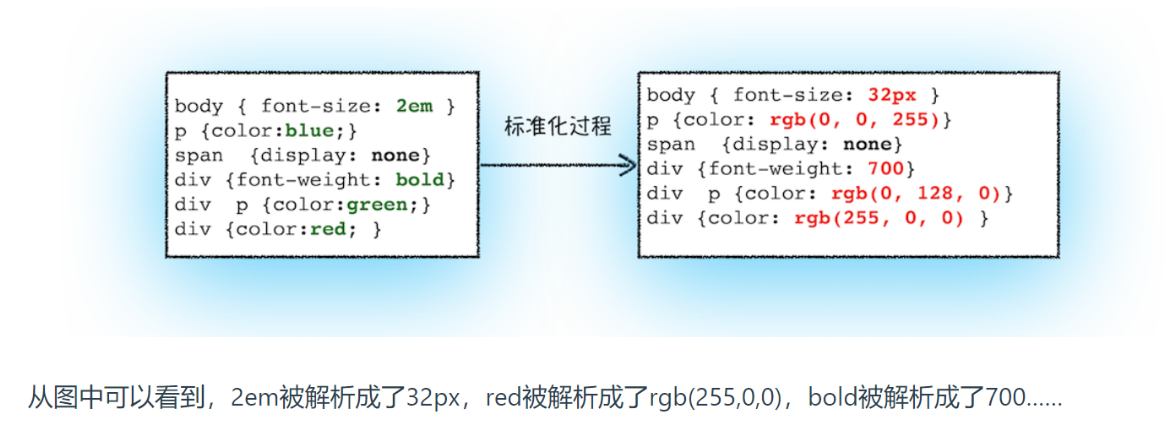 body { font-size: 2em }
p {color:blue;}
span  {display: none}
div {font-weight: bold}
div  p {color:green;}
div {color:red; }
标准化过程
body { font-size: 32px }
p {color: rgb(0, 0, 255)}
span  {display: none}
div {font-weight: 700}
div  p {color: rgb(0, 128, 0)}
div {color: rgb(255, 0, 0) }
从图中可以看到，2em被解析成了32px，red被解析成了rgb(255,0,0)，bold被解析成了700……